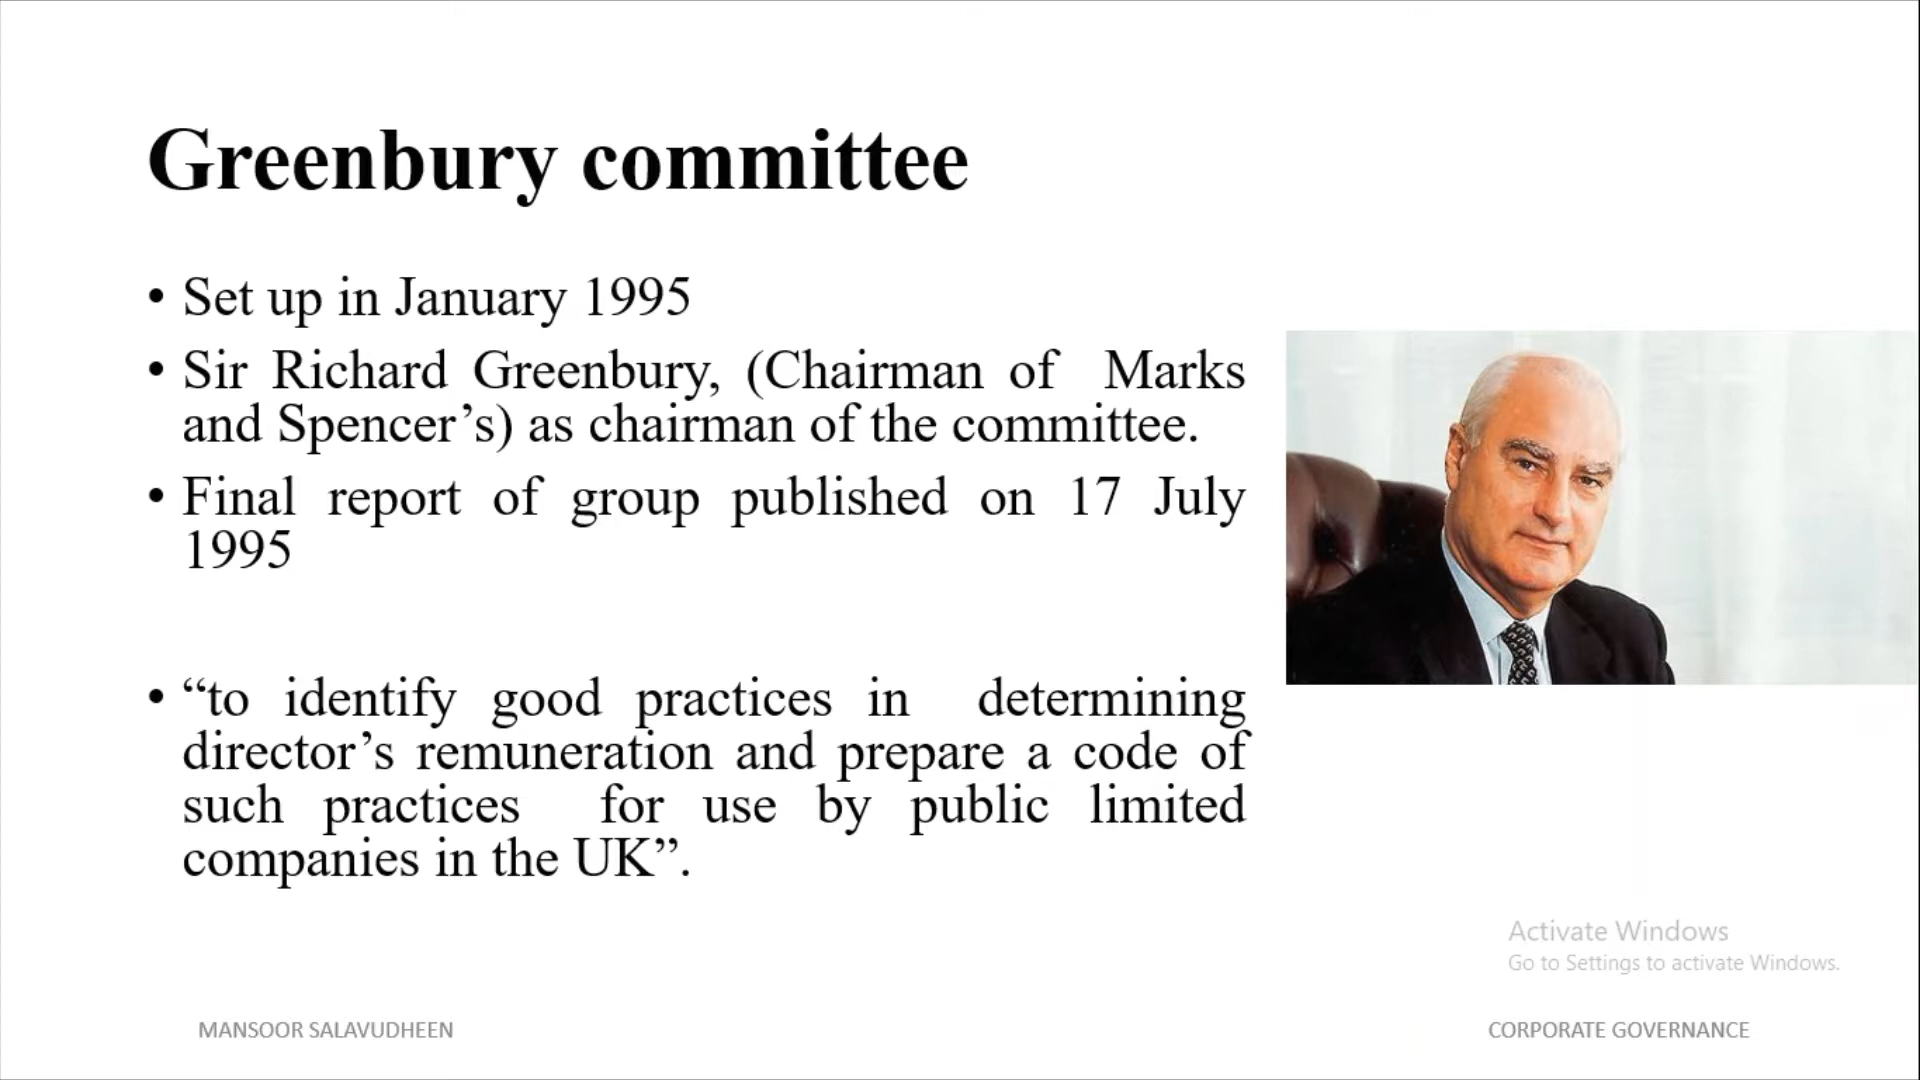 Greenbury committee
• Set up in January 1995
• Sir Richard Greenbury, (Chairman of Marks
and Spencer’s) as chairman of the committee.
• Final report of group published on 17 July
1995
• “to identify good practices in determining
director’s remuneration and prepare a code of
such practices for use by public limited
companies in the UK”.
Activate Windows
Go to Settings to activate Windows.
MANSOOR SALAVUDHEEN
CORPORATE GOVERNANCE